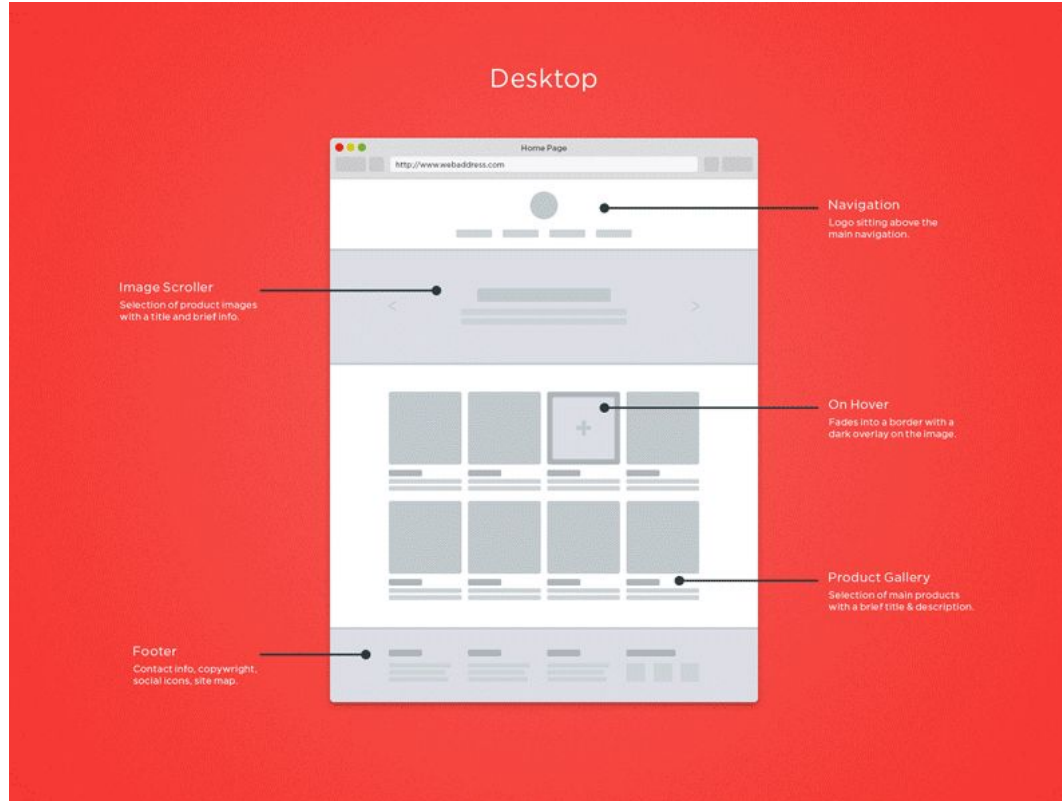 Desktop
Home Page
http://www.webaddress.com
Navigation
Logo sitting above the
main navigation.
Image Scroller
Selection of product images
with a title and brief info.
<
>
On Hover
Fades into a border with a
dark overlay on the image.
+
Product Gallery
Selection of main products
with a brief title & description.
Footer
Contact info, copywright,
social icons, site map.